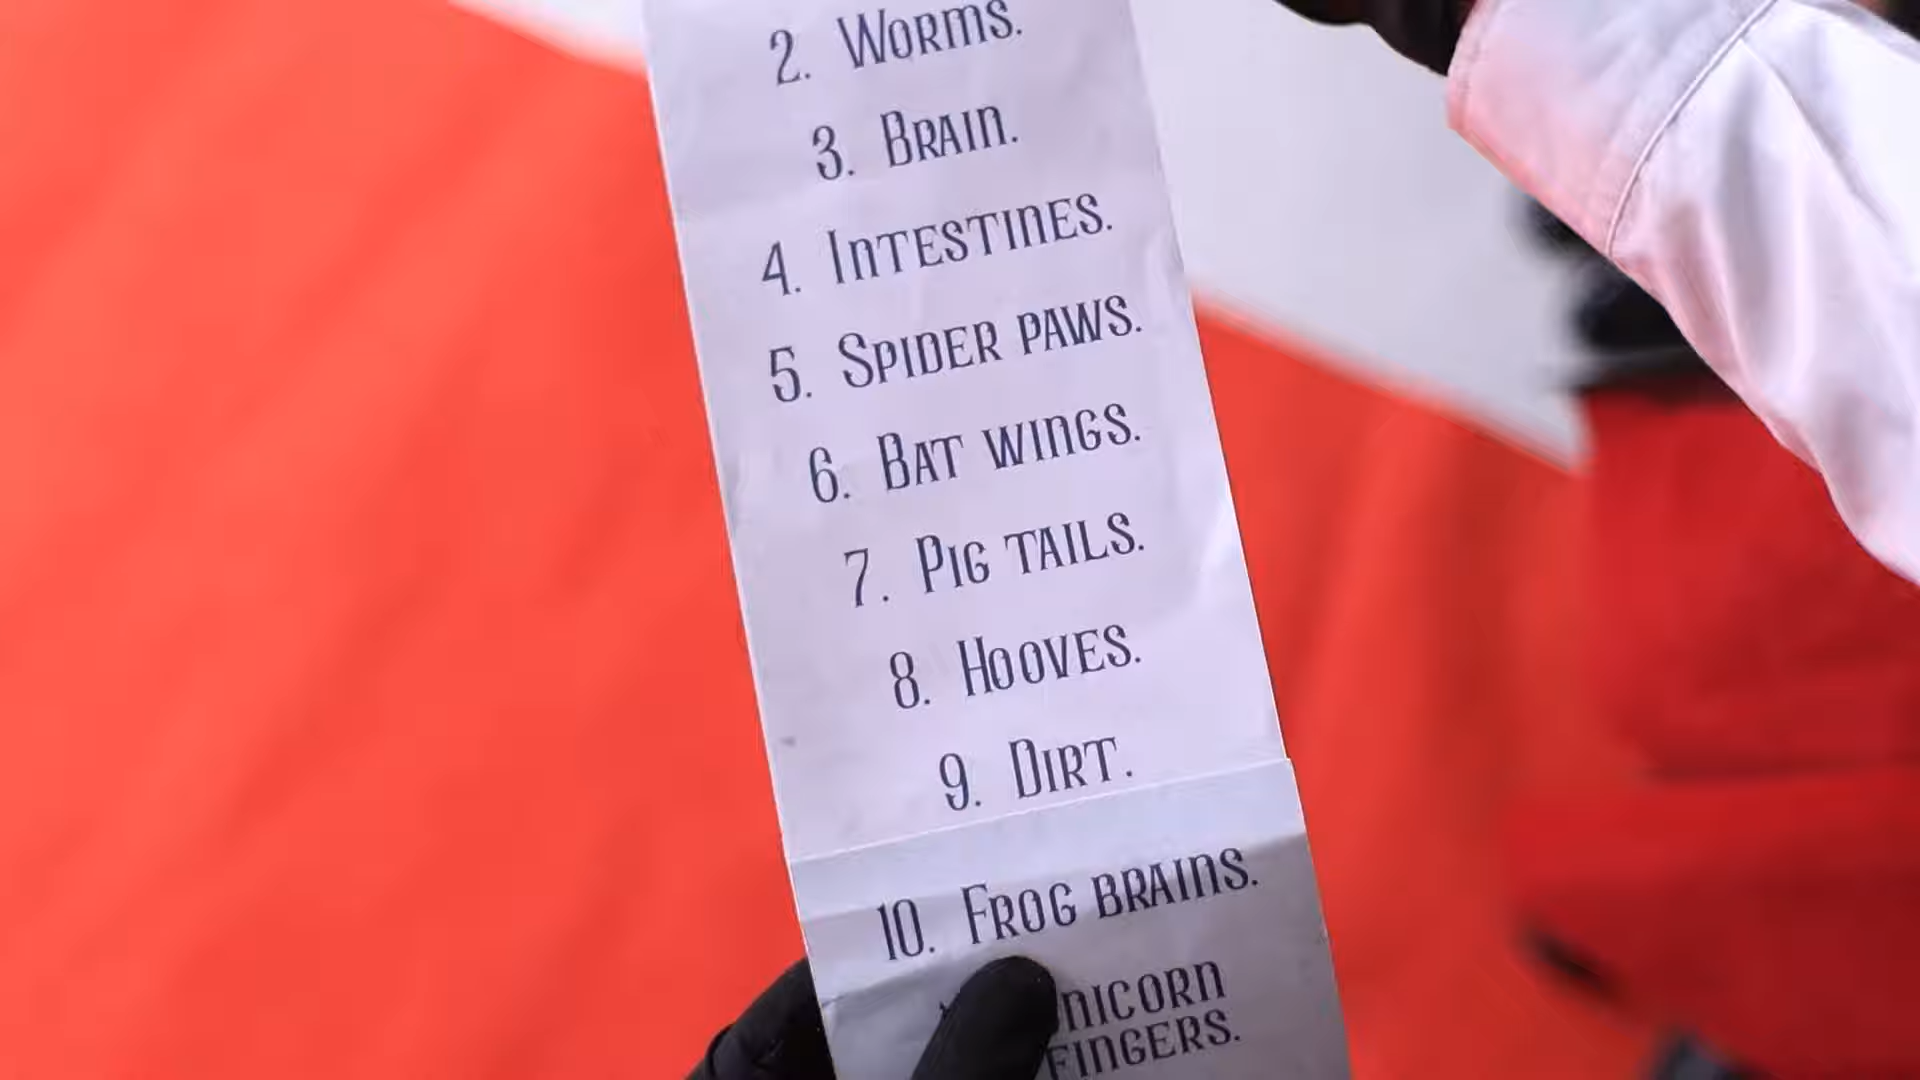 2. Worms.
3. Brain.
4. Intestines.
5. Spider paws.
6. Bat wings.
7. Pig tails.
8. Hooves.
9. Dirt.
10. Frog brains.
nicorn
fingers.